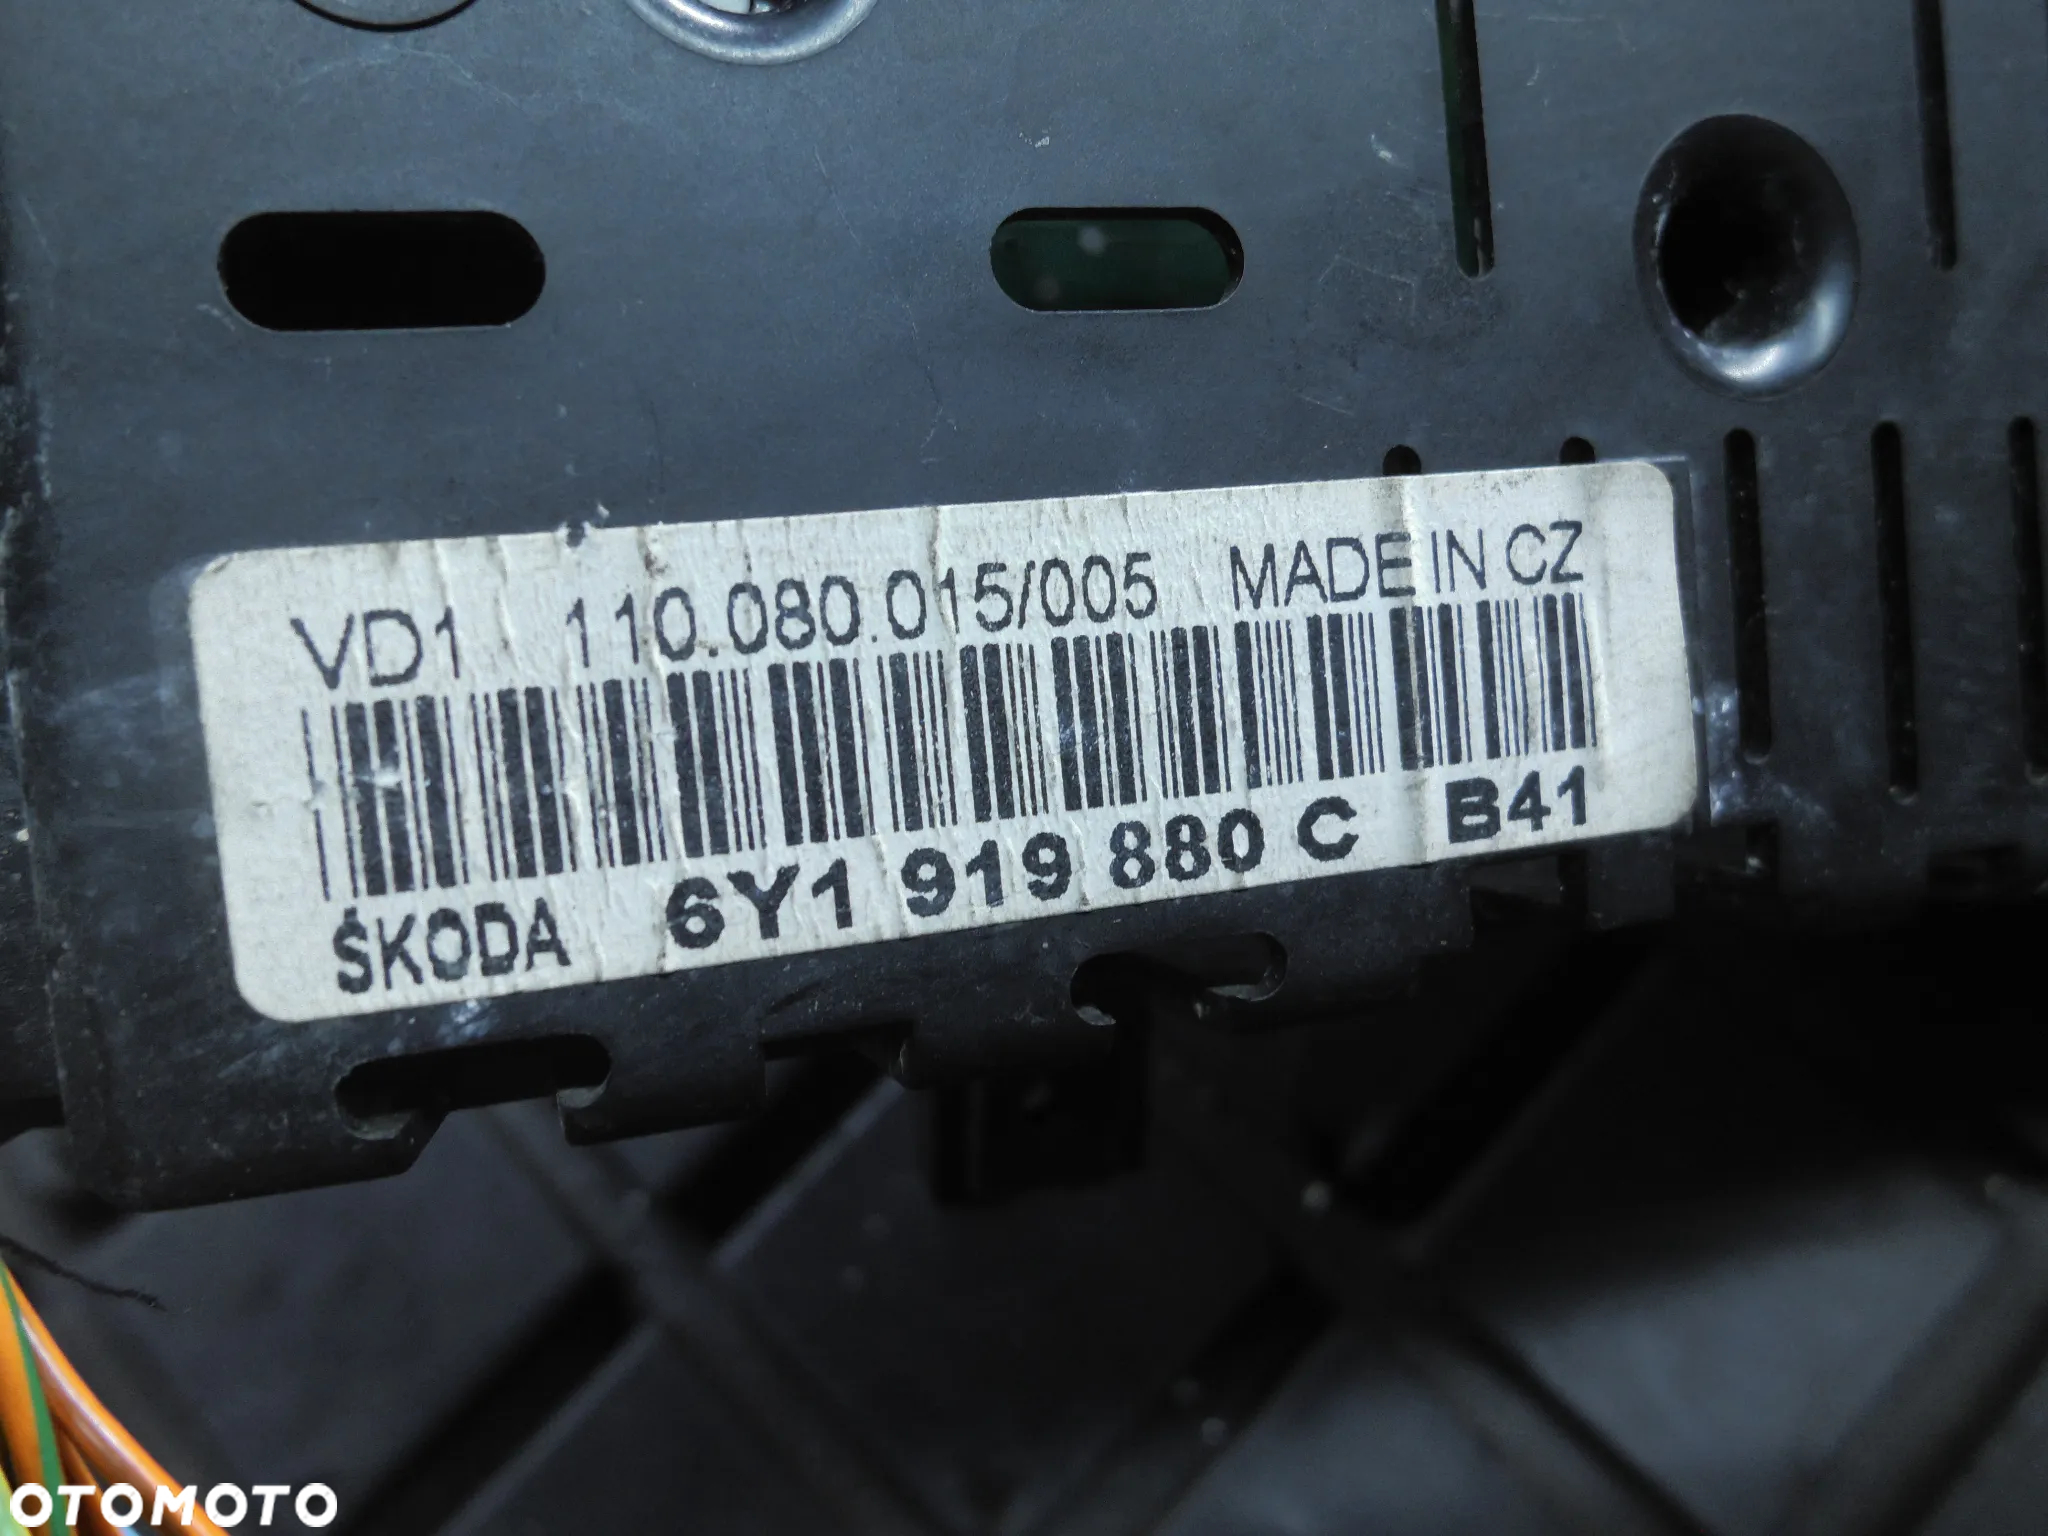 VD1 110.080.015/005 MADE IN CZ
ŠKODA 6Y1 919 880 C B41
OTOMOTO